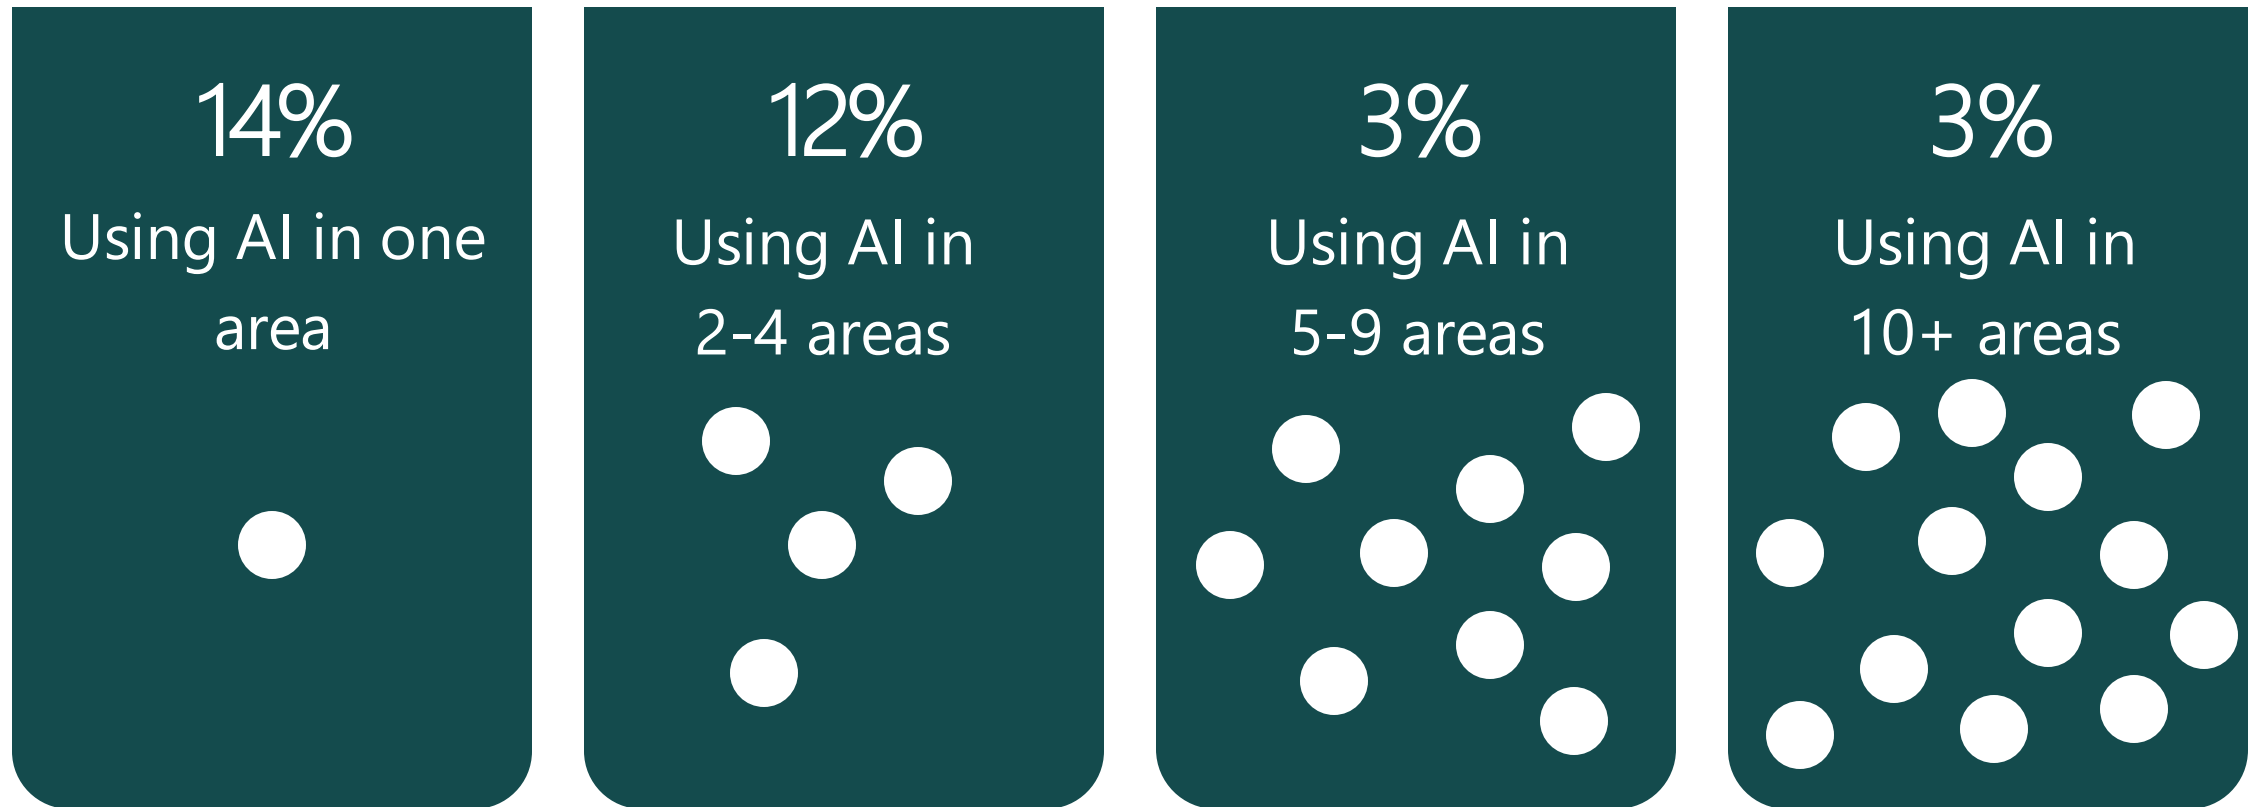 14%
Using AI in one
area
12%
Using AI in
2-4 areas
3%
Using AI in
5-9 areas
3%
Using AI in
10+ areas